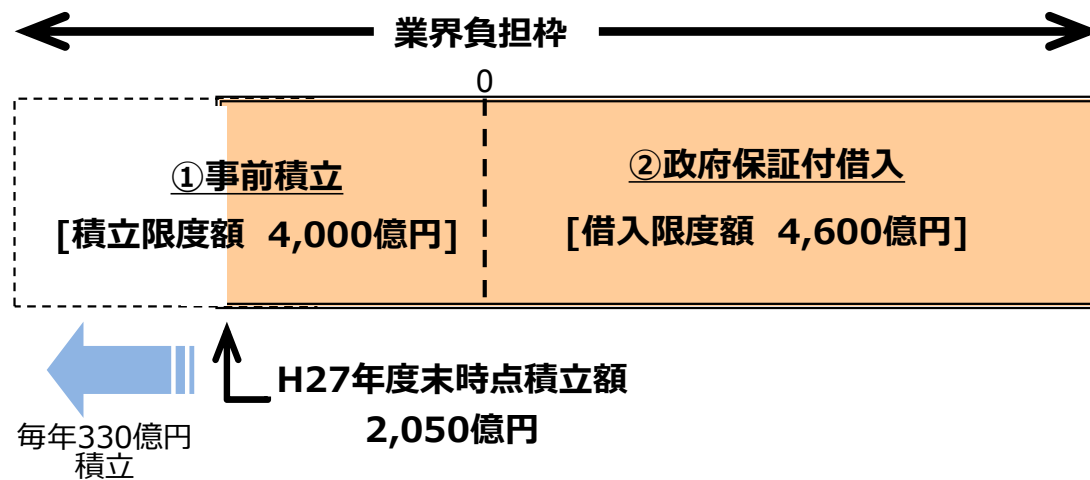 業界負担枠
0
①事前積立
[積立限度額 4,000億円]
②政府保証付借入
[借入限度額 4,600億円]
H27年度末時点積立額
2,050億円
毎年330億円
積立